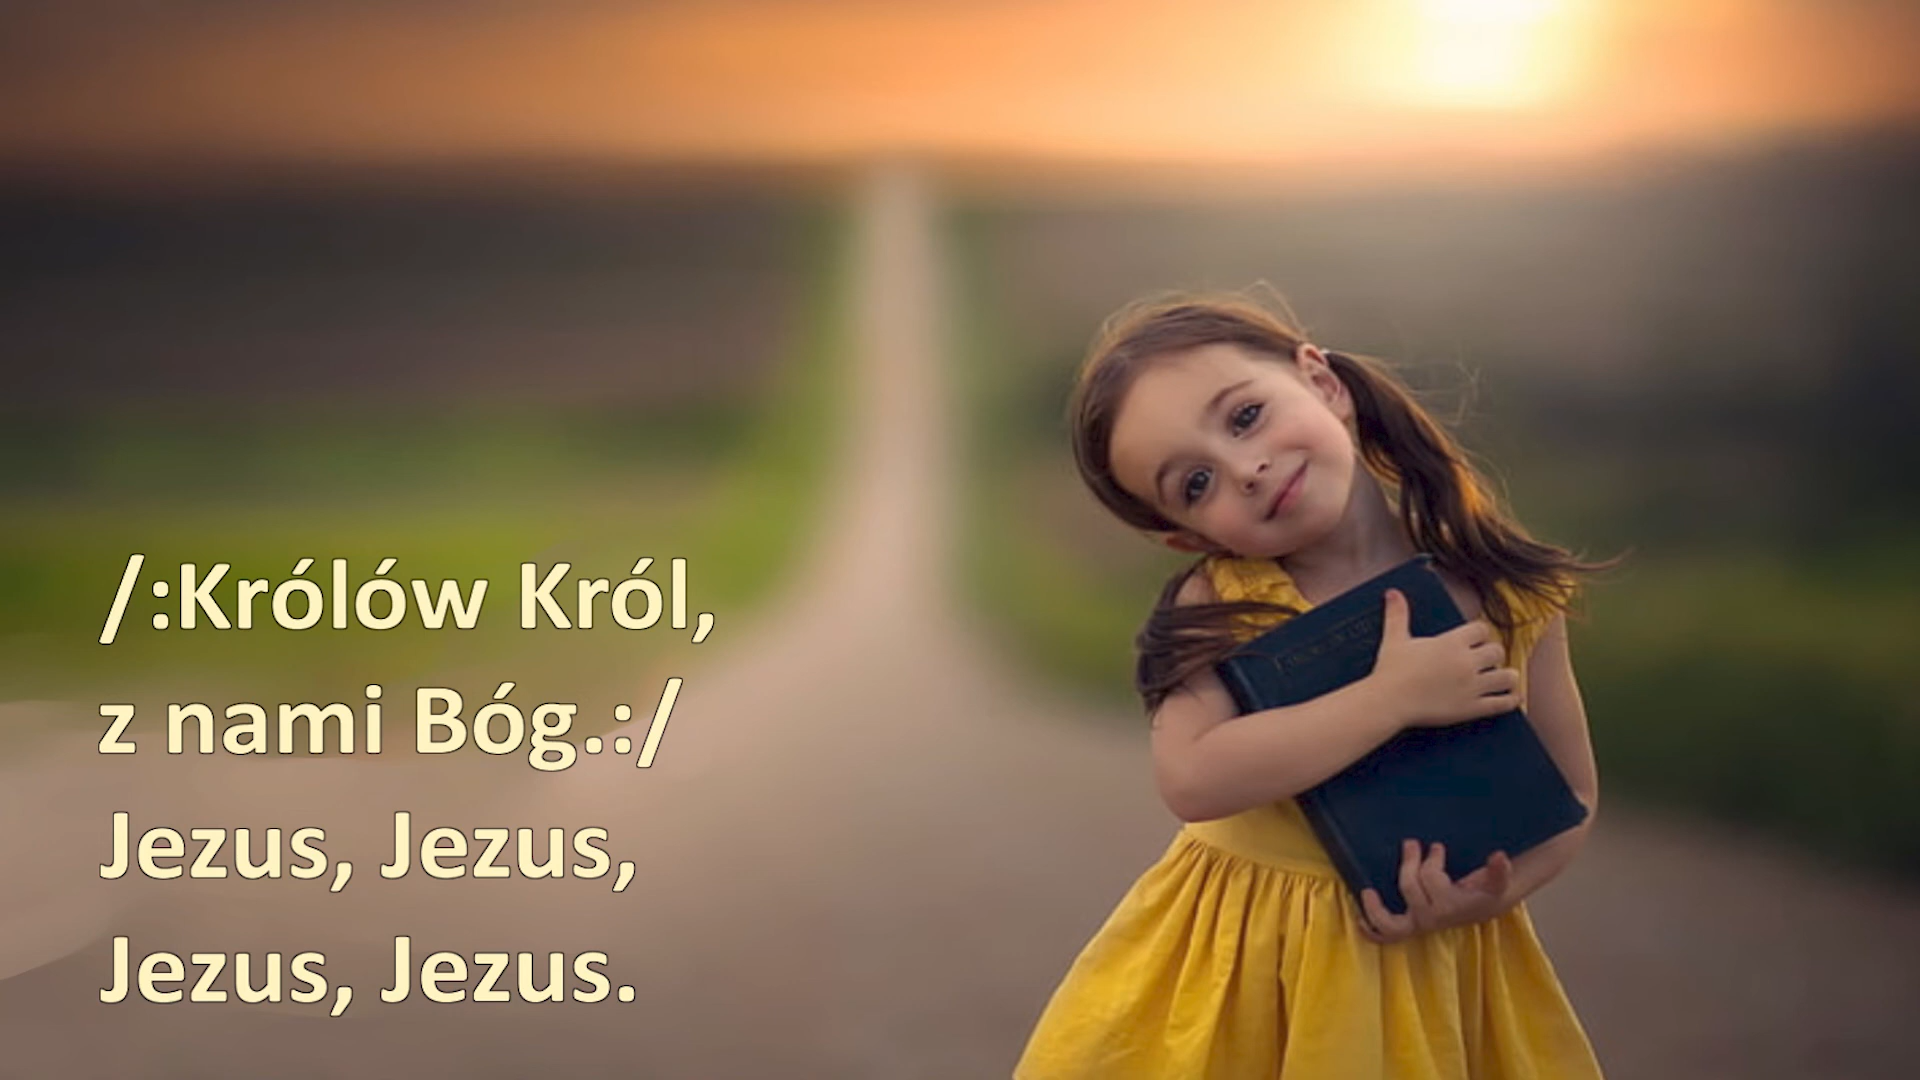 /:Królów Król,
z nami Bóg.:/
Jezus, Jezus,
Jezus, Jezus.